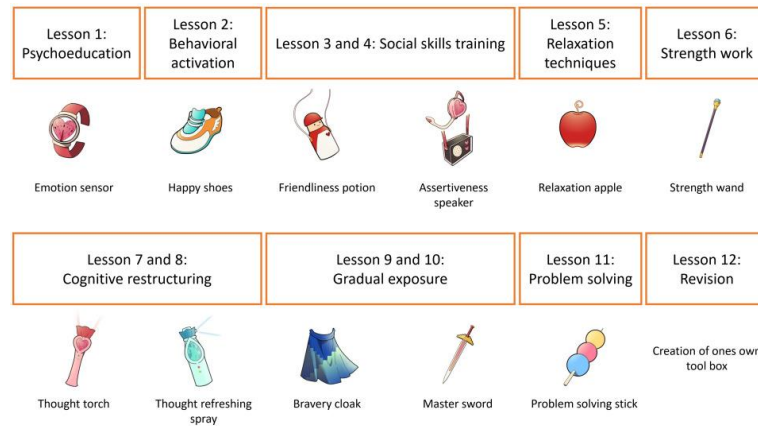 Lesson 1:
Psychoeducation
Lesson 2:
Behavioral
activation
Lesson 3 and 4: Social skills training
Lesson 5:
Relaxation
techniques
Lesson 6:
Strength work
Emotion sensor
Happy shoes
Friendliness potion
Assertiveness
speaker
Relaxation apple
Strength wand
Lesson 7 and 8:
Cognitive restructuring
Lesson 9 and 10:
Gradual exposure
Lesson 11:
Problem solving
Lesson 12:
Revision
Thought torch
Thought refreshing
spray
Bravery cloak
Master sword
Problem solving stick
Creation of ones own
tool box